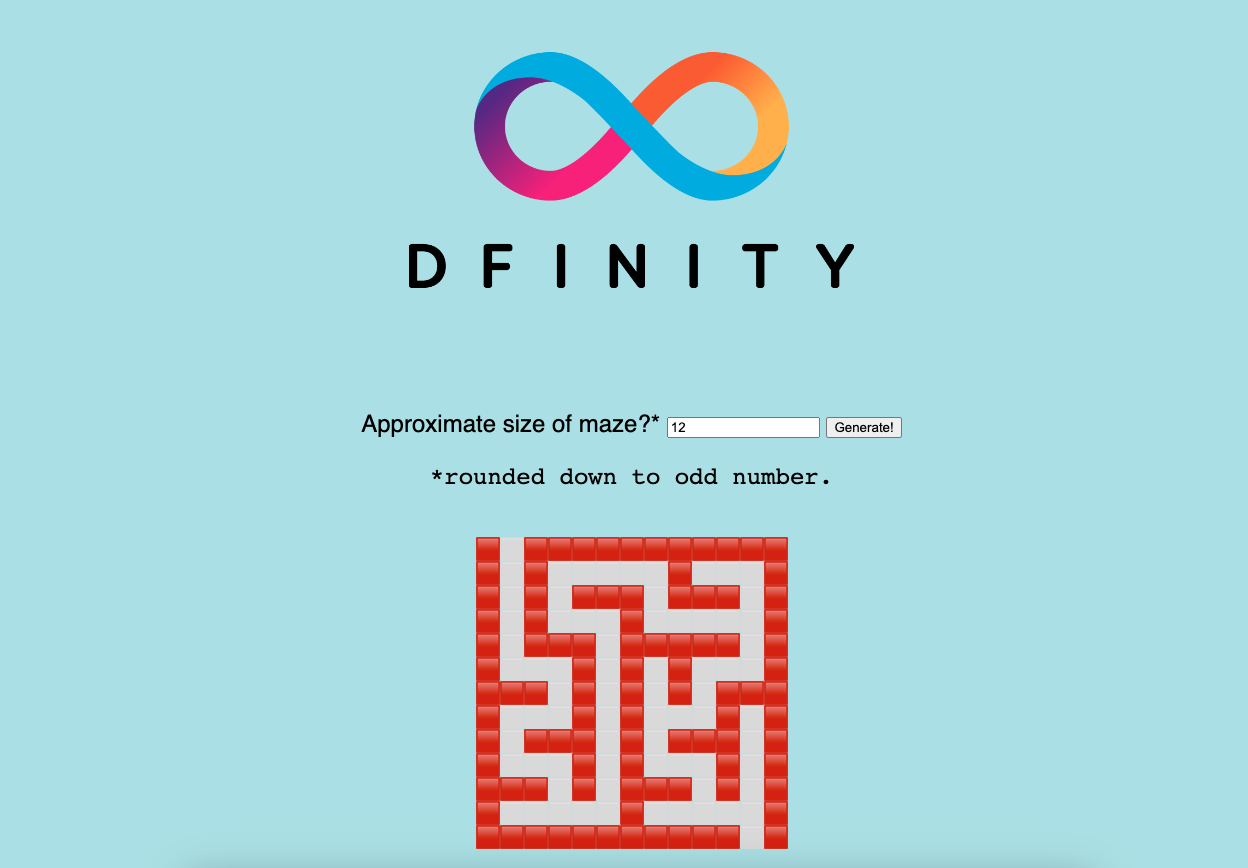 DFINITY
Approximate size of maze?* 12 Generate!
*rounded down to odd number.